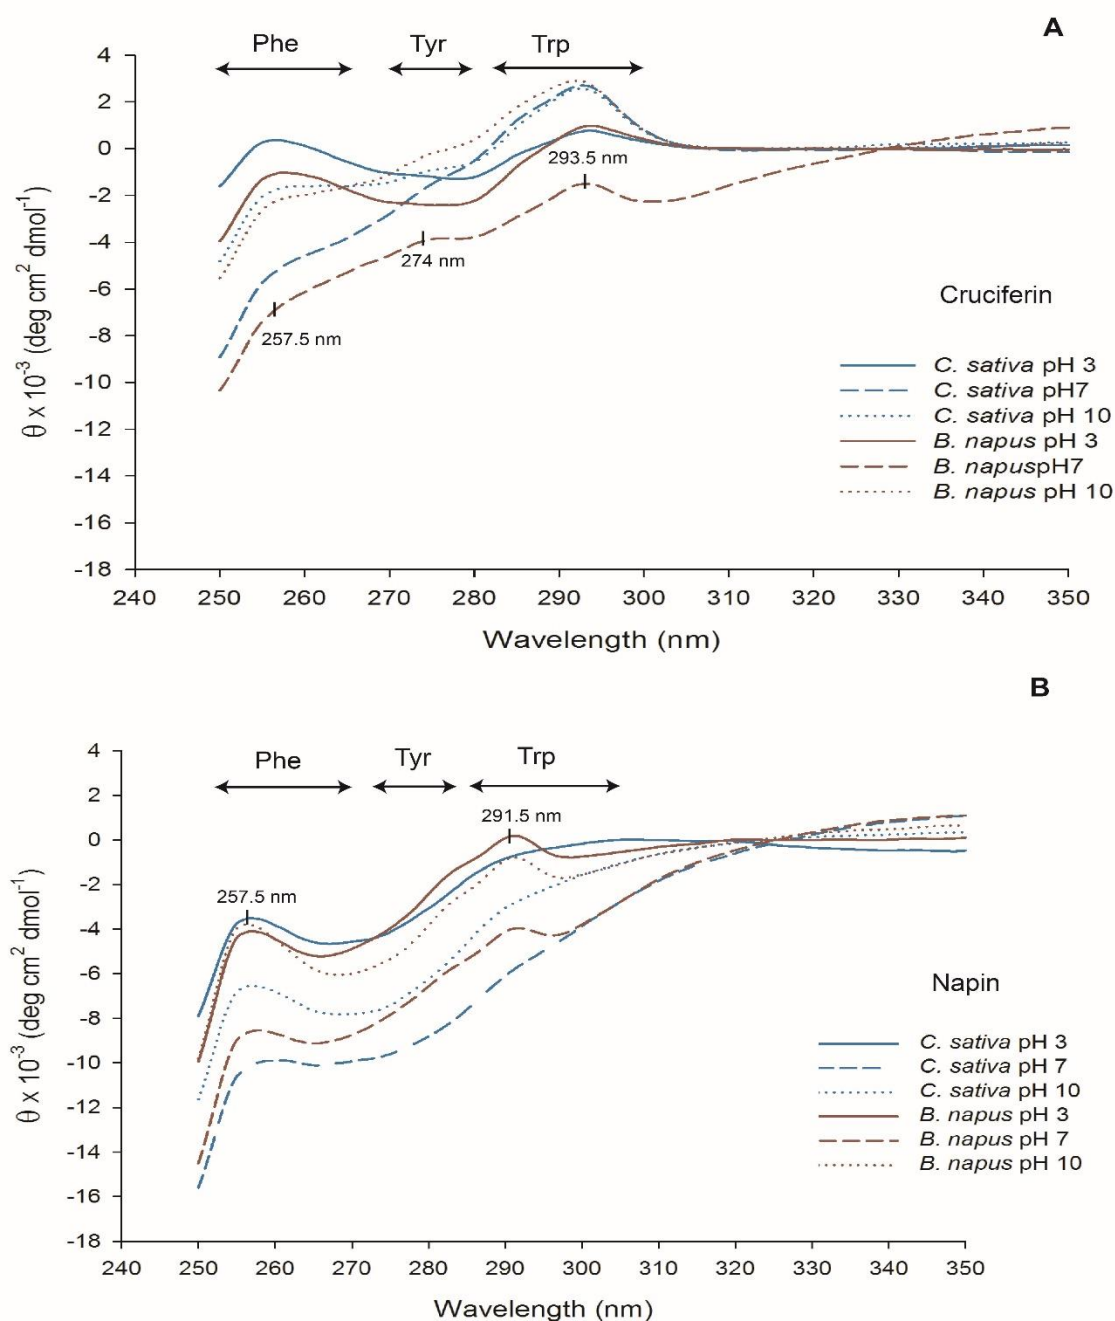 A
Phe Tyr Trp
4
2
0
-2
-4
-6
-8
-10
-12
-14
-16
-18
293.5 nm
274 nm
257.5 nm
Cruciferin
C. sativa pH 3
C. sativa pH7
C. sativa pH 10
B. napus pH 3
B. napuspH7
B. napus pH 10
θ x 10⁻³ (deg cm² dmol⁻¹)
240 250 260 270 280 290 300 310 320 330 340 350
Wavelength (nm)
B
Phe Tyr Trp
4
2
0
-2
-4
-6
-8
-10
-12
-14
-16
-18
291.5 nm
257.5 nm
Napin
C. sativa pH 3
C. sativa pH 7
C. sativa pH 10
B. napus pH 3
B. napus pH 7
B. napus pH 10
θ x 10⁻³ (deg cm² dmol⁻¹)
240 250 260 270 280 290 300 310 320 330 340 350
Wavelength (nm)